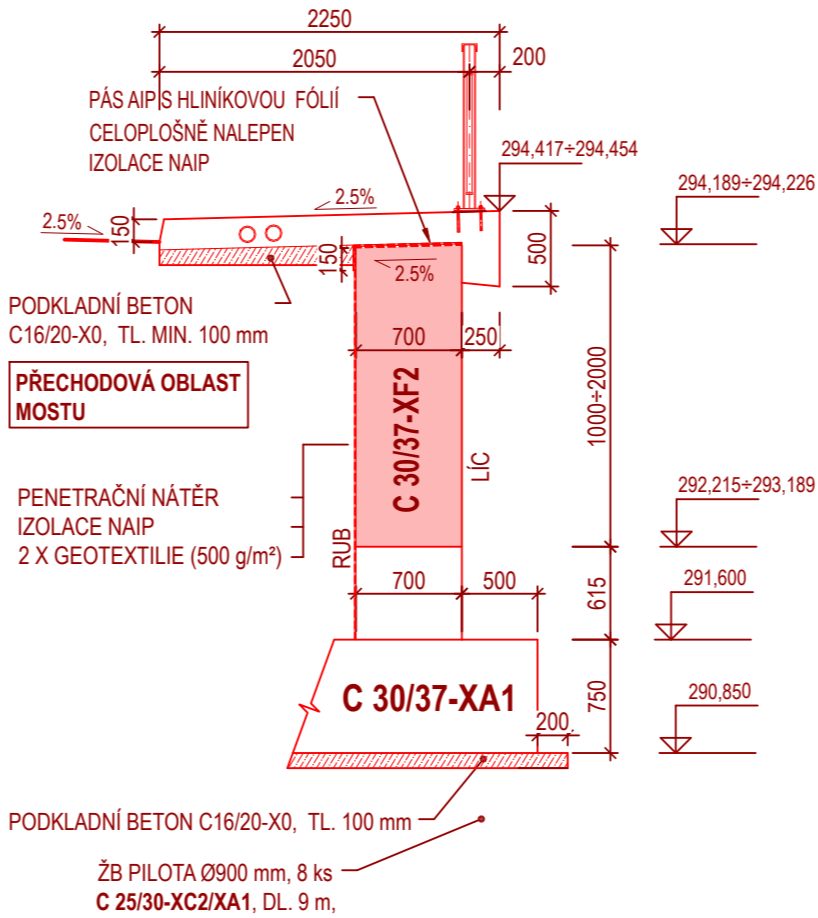 2250
2050
200
PÁS AIP S HLINÍKOVOU FÓLIÍ
CELOPLOŠNĚ NALEPEN
IZOLACE NAIP
294,417÷294,454
294,189÷294,226
2.5%
2.5%
150
150
2.5%
500
PODKLADNÍ BETON
C16/20-X0, TL. MIN. 100 mm
700
250
PŘECHODOVÁ OBLAST
MOSTU
C 30/37-XF2
1000÷2000
LÍC
PENETRAČNÍ NÁTĚR
IZOLACE NAIP
2 X GEOTEXTILIE (500 g/m²)
RUB
292,215÷293,189
700
500
615
291,600
C 30/37-XA1
200
750
290,850
PODKLADNÍ BETON C16/20-X0, TL. 100 mm
ŽB PILOTA Ø900 mm, 8 ks
C 25/30-XC2/XA1, DL. 9 m,